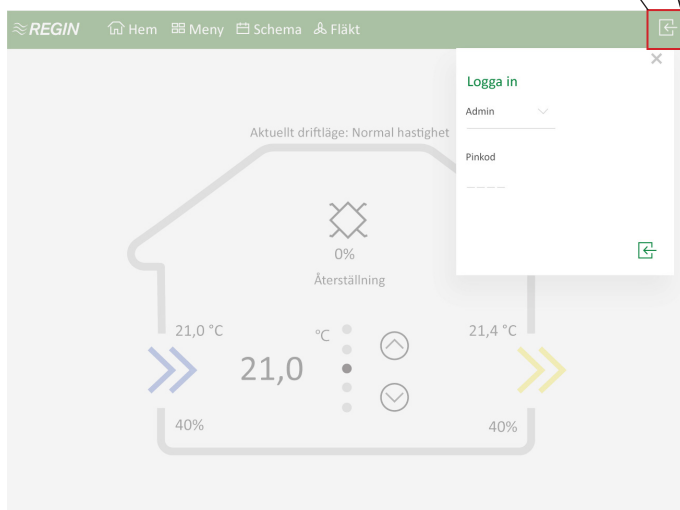 REGIN Hem Meny Schema Fläkt
Logga in
Admin
Aktuellt driftläge: Normal hastighet
Pinkod
0%
Återställning
21,0 °C
°C
21,4 °C
21,0
40%
40%